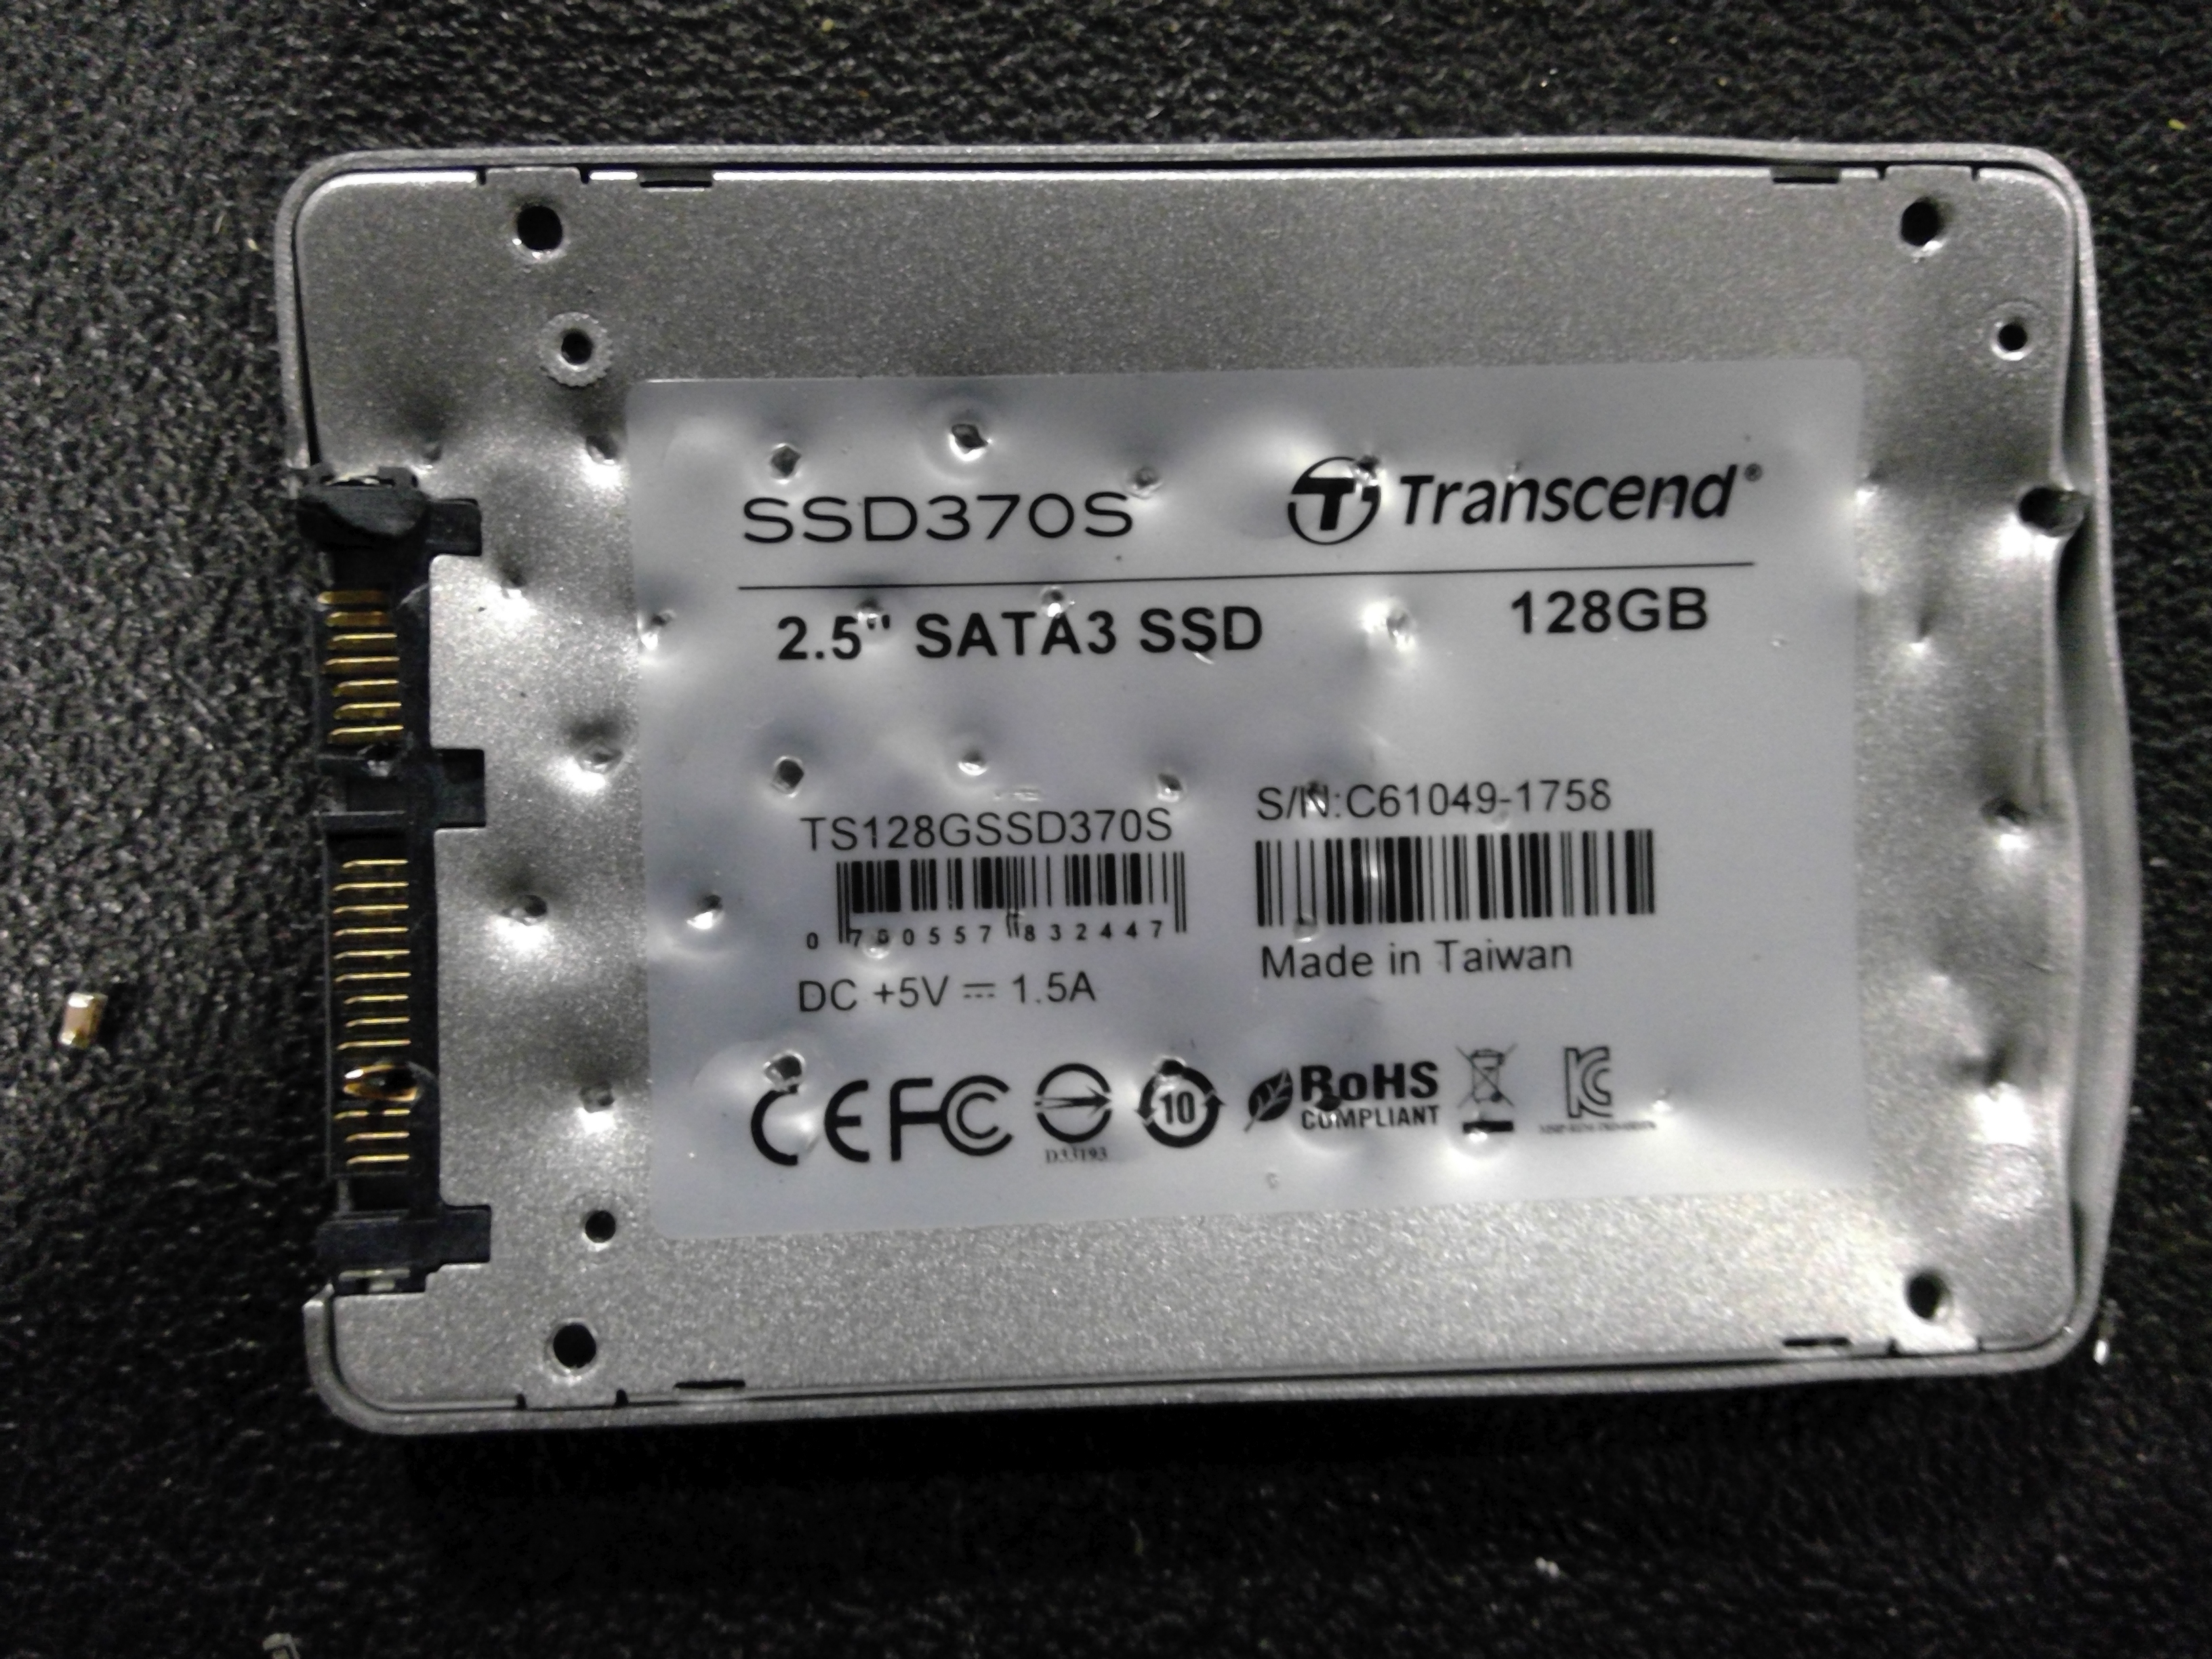 SSD370S
Transcend®
2.5" SATA3 SSD
128GB
TS128GSSD370S
0 760557 832447
DC +5V ⎓ 1.5A
S/N:C61049-1758
Made in Taiwan
CE FC
D33193
10
RoHS
COMPLIANT